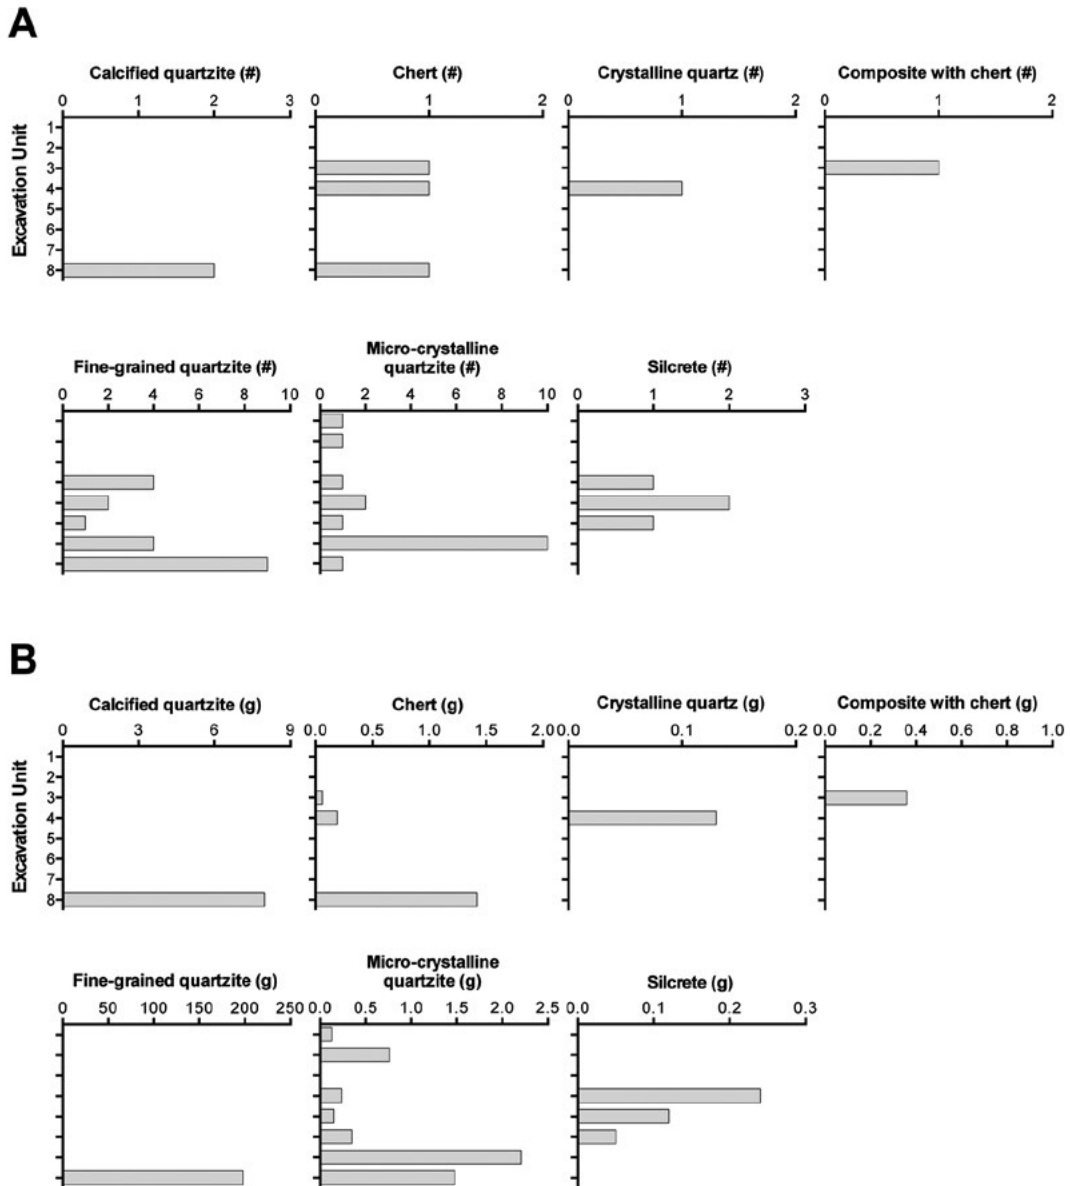 A
Calcified quartzite (#) Chert (#) Crystalline quartz (#) Composite with chert (#)
0 1 2 3 0 1 2 0 1 2 0 1 2
Excavation Unit
1
2
3
4
5
6
7
8
Micro-crystalline
Fine-grained quartzite (#) quartzite (#) Silcrete (#)
0 2 4 6 8 10 0 2 4 6 8 10 0 1 2 3
B
Calcified quartzite (g) Chert (g) Crystalline quartz (g) Composite with chert (g)
0 3 6 9 0.0 0.5 1.0 1.5 2.0 0.0 0.1 0.2 0.0 0.2 0.4 0.6 0.8 1.0
Excavation Unit
1
2
3
4
5
6
7
8
Micro-crystalline
Fine-grained quartzite (g) quartzite (g) Silcrete (g)
0 50 100 150 200 250 0.0 0.5 1.0 1.5 2.0 2.5 0.0 0.1 0.2 0.3